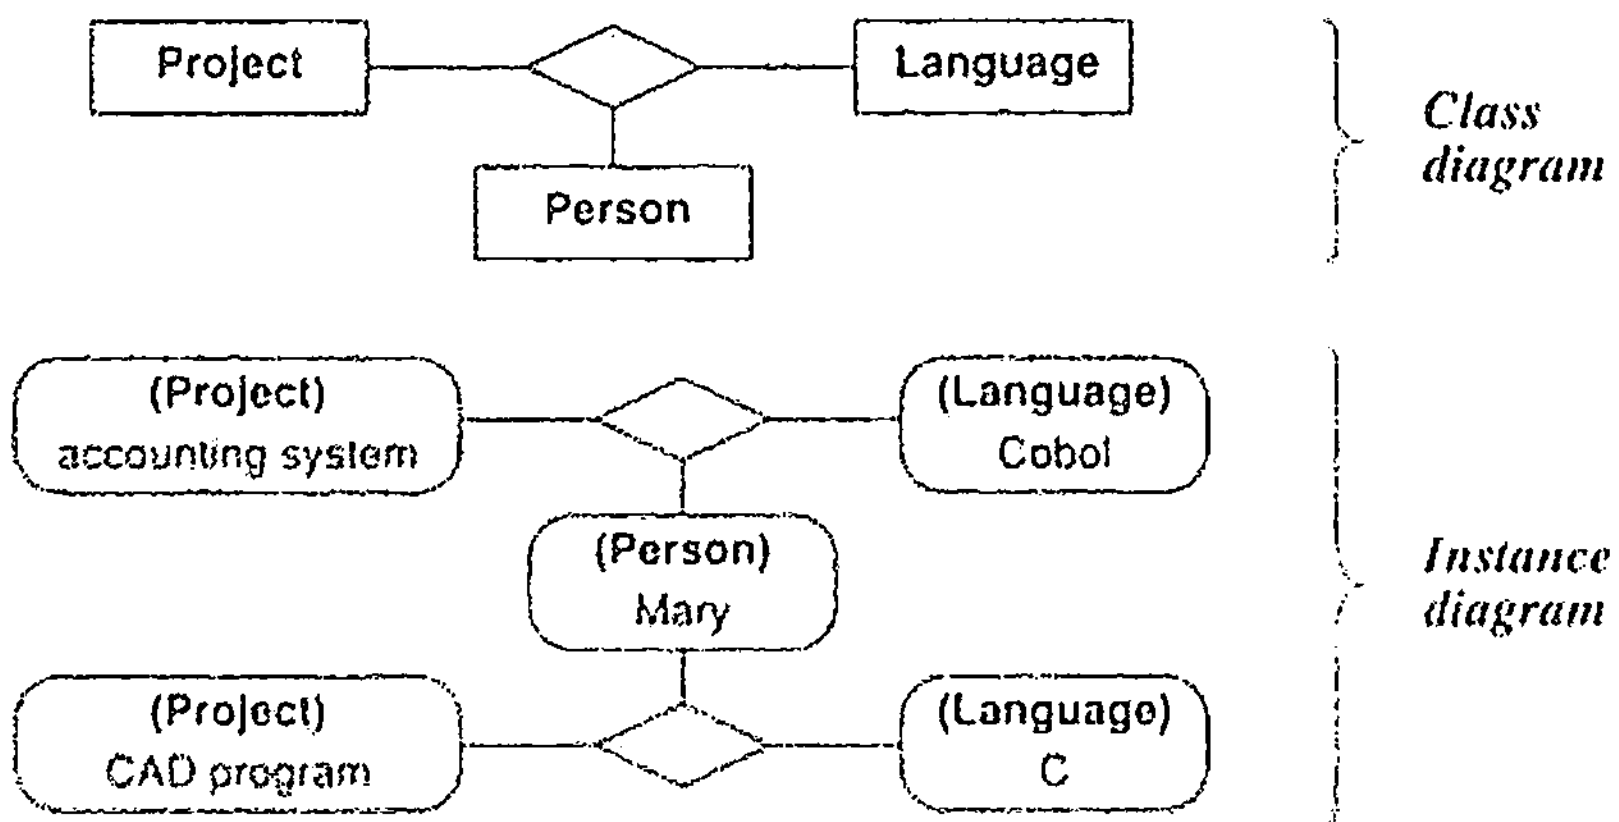 Project
Language
Person
Class
diagram
(Project)
accounting system
(Language)
Cobol
(Person)
Mary
Instance
diagram
(Project)
CAD program
(Language)
C